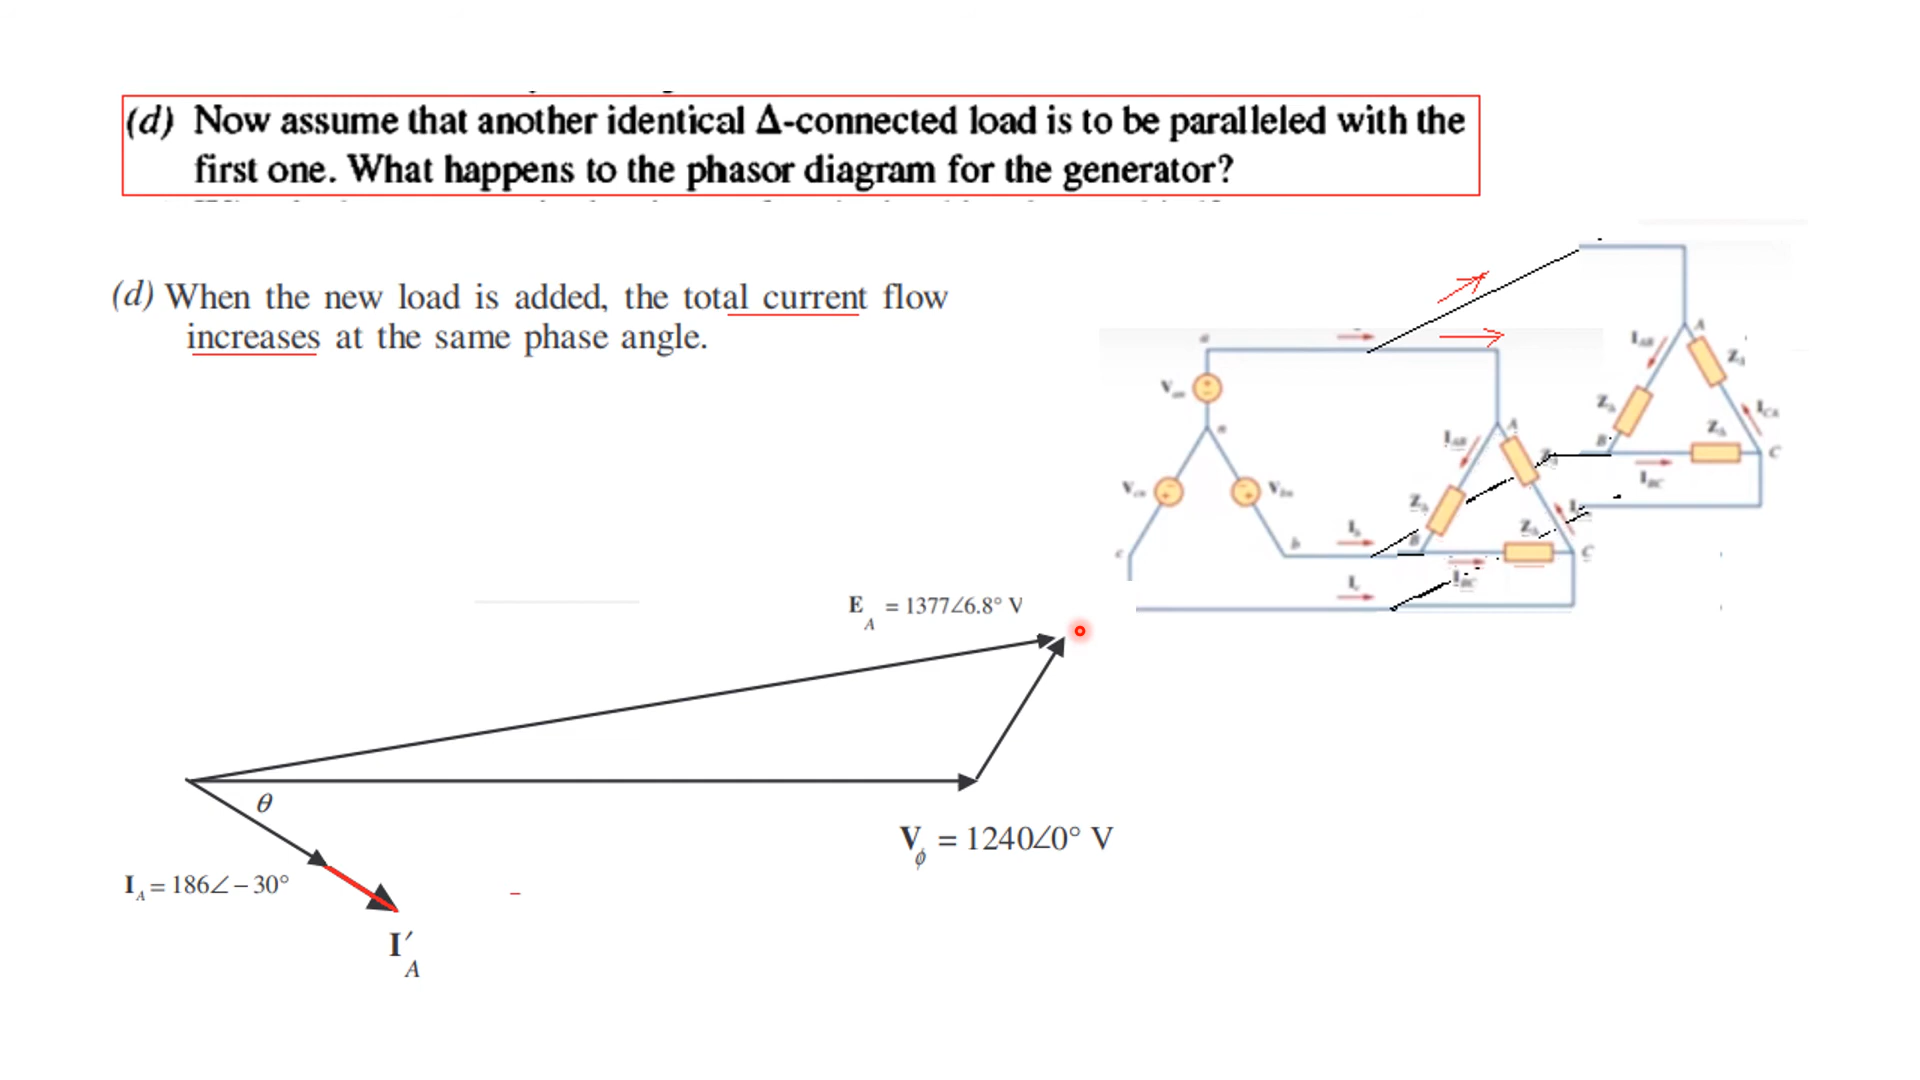 (d) Now assume that another identical Δ-connected load is to be paralleled with the
first one. What happens to the phasor diagram for the generator?
(d) When the new load is added, the total current flow
increases at the same phase angle.
a
n
c
b
A
B
C
A
B
C
E_A = 1377∠6.8° V
θ
V_ϕ = 1240∠0° V
I_A = 186∠–30°
I′_A